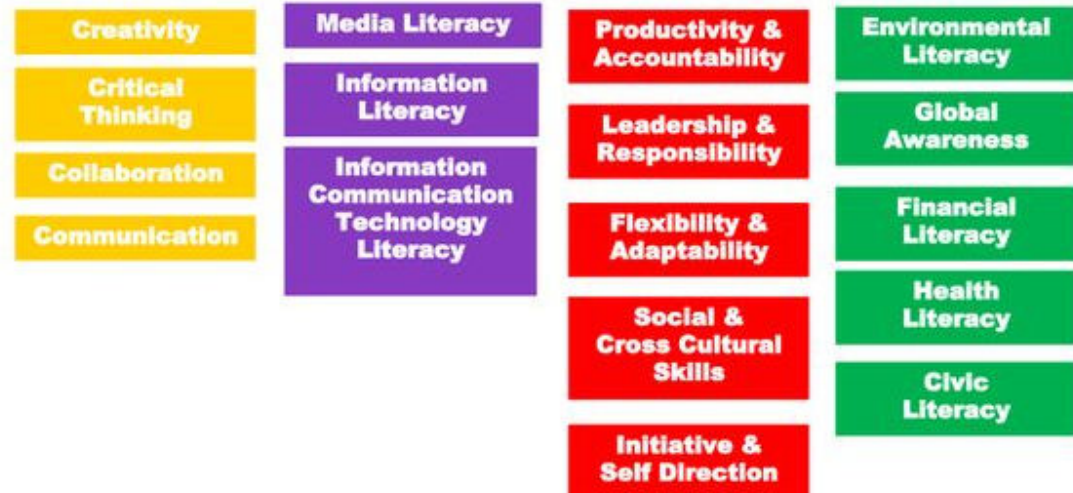 Creativity
Critical
Thinking
Collaboration
Communication
Media Literacy
Information
Literacy
Information
Communication
Technology
Literacy
Productivity &
Accountability
Leadership &
Responsibility
Flexibility &
Adaptability
Social &
Cross Cultural
Skills
Initiative &
Self Direction
Environmental
Literacy
Global
Awareness
Financial
Literacy
Health
Literacy
Civic
Literacy